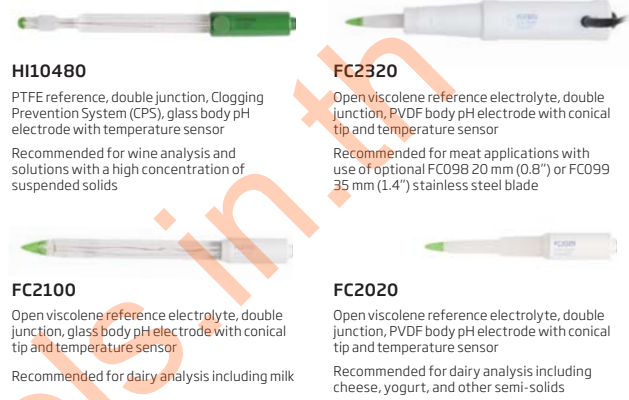 HI10480
PTFE reference, double junction, Clogging
Prevention System (CPS), glass body pH
electrode with temperature sensor
Recommended for wine analysis and
solutions with a high concentration of
suspended solids
FC2320
Open viscolene reference electrolyte, double
junction, PVDF body pH electrode with conical
tip and temperature sensor
Recommended for meat applications with
use of optional FC098 20 mm (0.8”) or FC099
35 mm (1.4”) stainless steel blade
FC2100
Open viscolene reference electrolyte, double
junction, glass body pH electrode with conical
tip and temperature sensor
Recommended for dairy analysis including milk
FC2020
Open viscolene reference electrolyte, double
junction, PVDF body pH electrode with conical
tip and temperature sensor
Recommended for dairy analysis including
cheese, yogurt, and other semi-solids
els.in.th